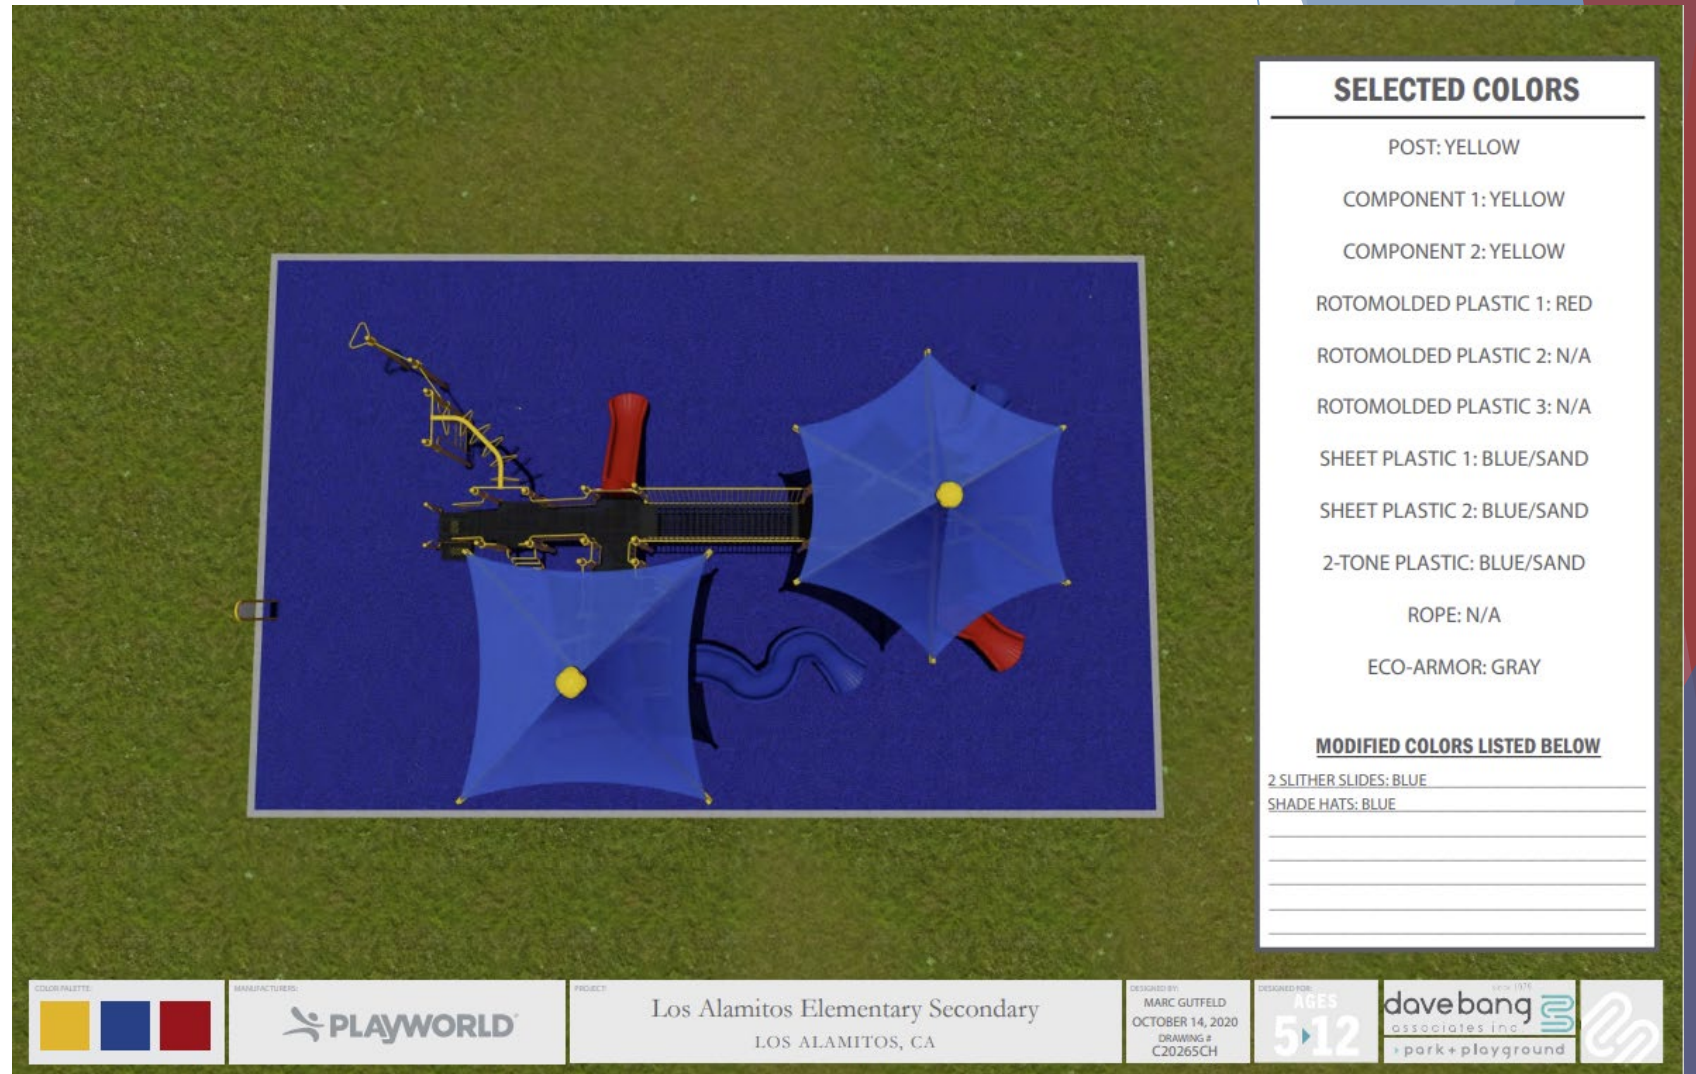 SELECTED COLORS
POST: YELLOW
COMPONENT 1: YELLOW
COMPONENT 2: YELLOW
ROTOMOLDED PLASTIC 1: RED
ROTOMOLDED PLASTIC 2: N/A
ROTOMOLDED PLASTIC 3: N/A
SHEET PLASTIC 1: BLUE/SAND
SHEET PLASTIC 2: BLUE/SAND
2-TONE PLASTIC: BLUE/SAND
ROPE: N/A
ECO-ARMOR: GRAY
MODIFIED COLORS LISTED BELOW
2 SLITHER SLIDES: BLUE
SHADE HATS: BLUE
COLOR PALETTE:
MANUFACTURERS:
PLAYWORLD
PROJECT:
Los Alamitos Elementary Secondary
LOS ALAMITOS, CA
DESIGNED BY:
MARC GUTFELD
OCTOBER 14, 2020
DRAWING #
C20265CH
DESIGNED FOR:
AGES
5 12
since 1976
dave bang
associates inc.
park+playground